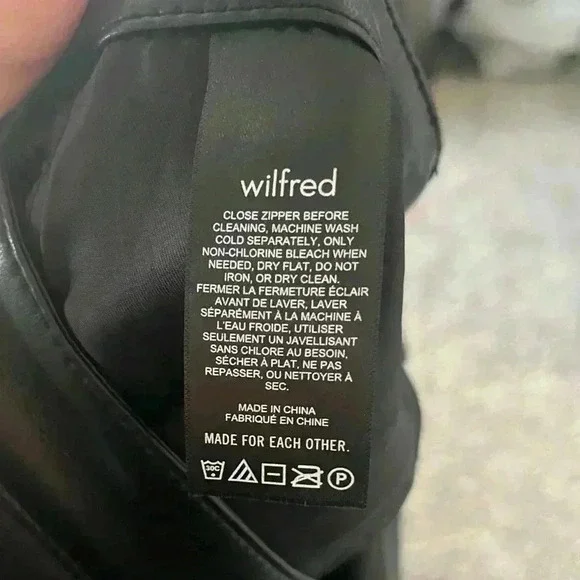 wilfred
CLOSE ZIPPER BEFORE
CLEANING, MACHINE WASH
COLD SEPARATELY, ONLY
NON-CHLORINE BLEACH WHEN
NEEDED, DRY FLAT, DO NOT
IRON, OR DRY CLEAN.
FERMER LA FERMETURE ÉCLAIR
AVANT DE LAVER, LAVER
SÉPARÉMENT À LA MACHINE À
L'EAU FROIDE, UTILISER
SEULEMENT UN JAVELLISANT
SANS CHLORE AU BESOIN,
SÉCHER À PLAT, NE PAS
REPASSER, OU NETTOYER À
SEC.
MADE IN CHINA
FABRIQUÉ EN CHINE
MADE FOR EACH OTHER.
30C P